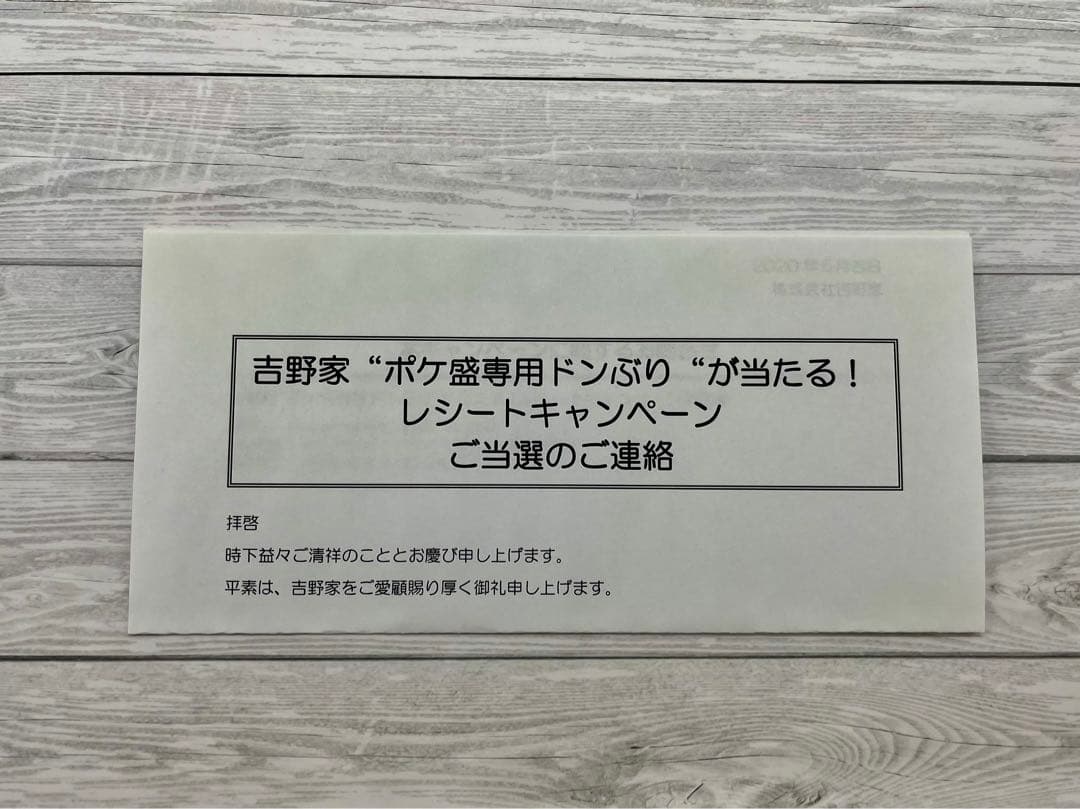 吉野家“ポケ盛専用ドンぶり“が当たる！
レシートキャンペーン
ご当選のご連絡
拝啓
時下益々ご清祥のこととお慶び申し上げます。
平素は、吉野家をご愛顧賜り厚く御礼申し上げます。